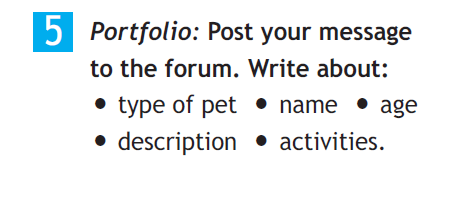 5 Portfolio: Post your message
to the forum. Write about:
• type of pet • name • age
• description • activities.